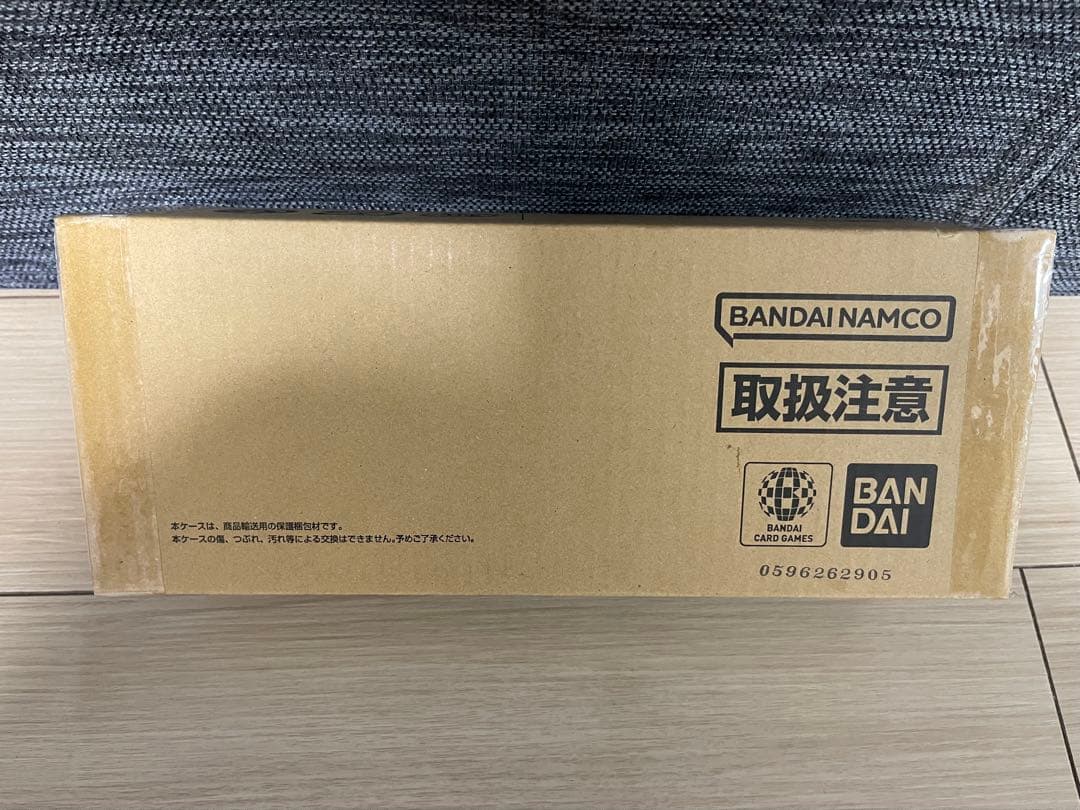 BANDAI NAMCO
取扱注意
BANDAI
CARD GAMES
BAN
DAI
0596262905
本ケースは、商品輸送用の保護梱包材です。
本ケースの傷、つぶれ、汚れ等による交換はできません。予めご了承ください。